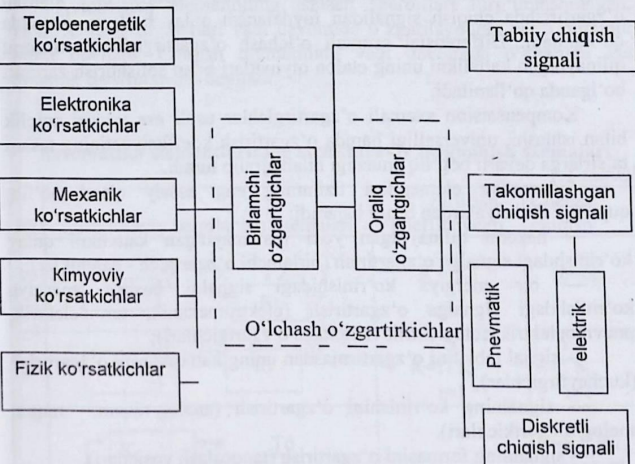 Teploenergetik
ko‘rsatkichlar
Elektronika
ko‘rsatkichlar
Mexanik
ko‘rsatkichlar
Kimyoviy
ko‘rsatkichlar
Fizik ko‘rsatkichlar
Birlamchi
o‘zgartgichlar
Oraliq
o‘zgartgichlar
O‘lchash o‘zgartirkichlar
Tabiiy chiqish
signali
Takomillashgan
chiqish signali
Pnevmatik
elektrik
Diskretli
chiqish signali